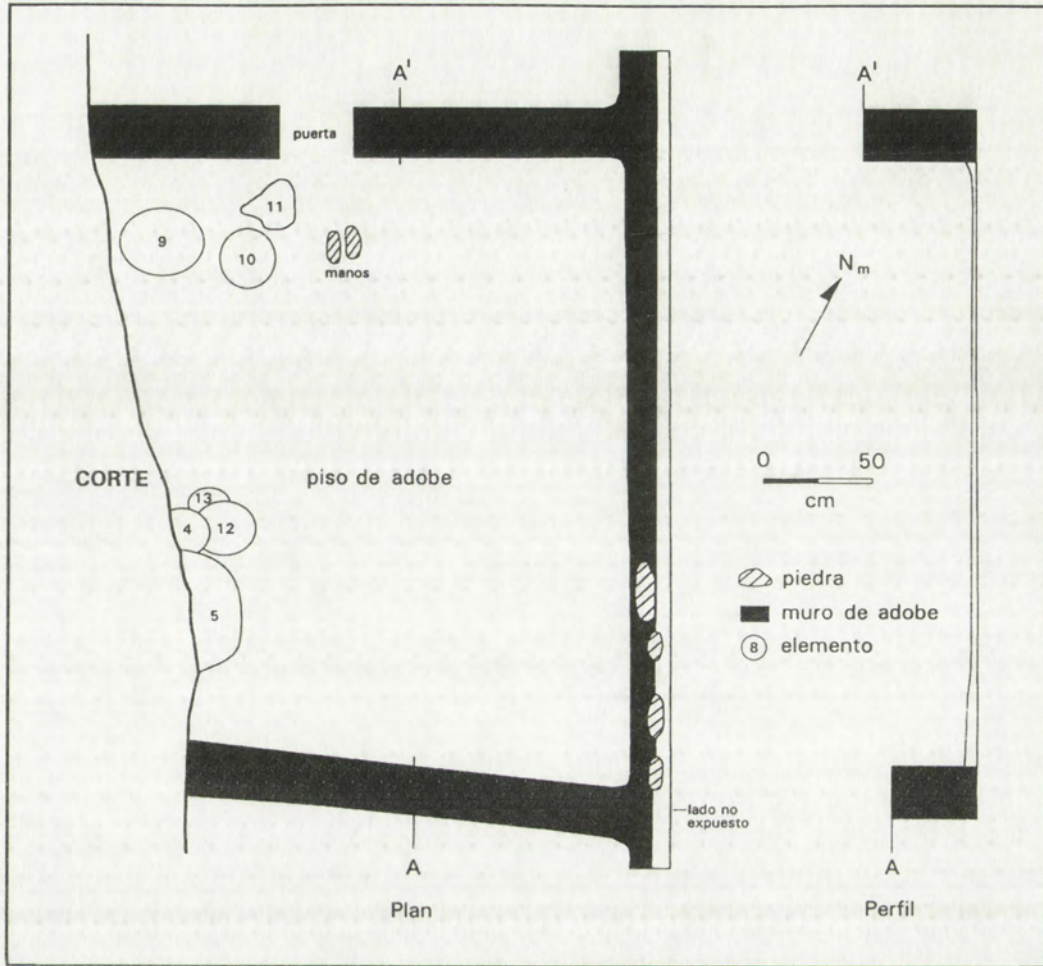 A'
A'
puerta
11
9
10
manos
N m
0 50
cm
CORTE
piso de adobe
13
4
12
5
piedra
muro de adobe
8 elemento
lado no
expuesto
A
A
Plan
Perfil